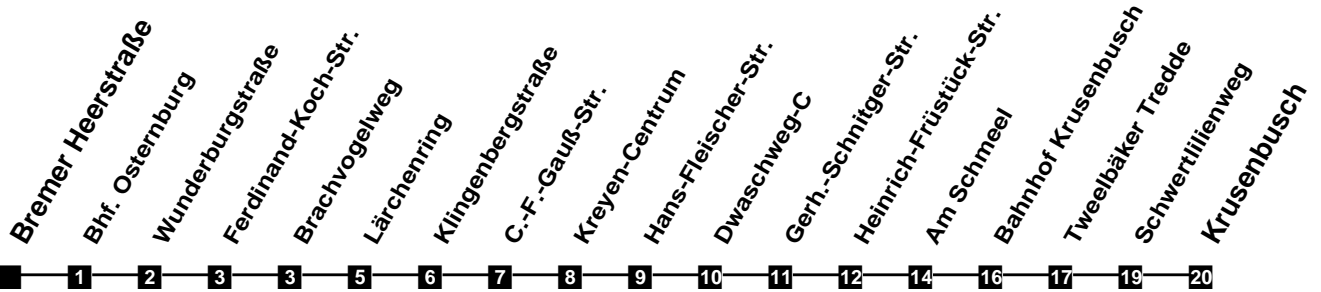 Bremer Heerstraße
Bhf. Osternburg
Wunderburgstraße
Ferdinand-Koch-Str.
Brachvogelweg
Lärchenring
Klingenbergstraße
C.-F.-Gauß-Str.
Kreyen-Centrum
Hans-Fleischer-Str.
Dwaschweg-C
Gerh.-Schnitger-Str.
Heinrich-Früstück-Str.
Am Schmeel
Bahnhof Krusenbusch
Tweelbäker Tredde
Schwertlilienweg
Krusenbusch
1 2 3 3 5 6 7 8 9 10 11 12 14 16 17 19 20